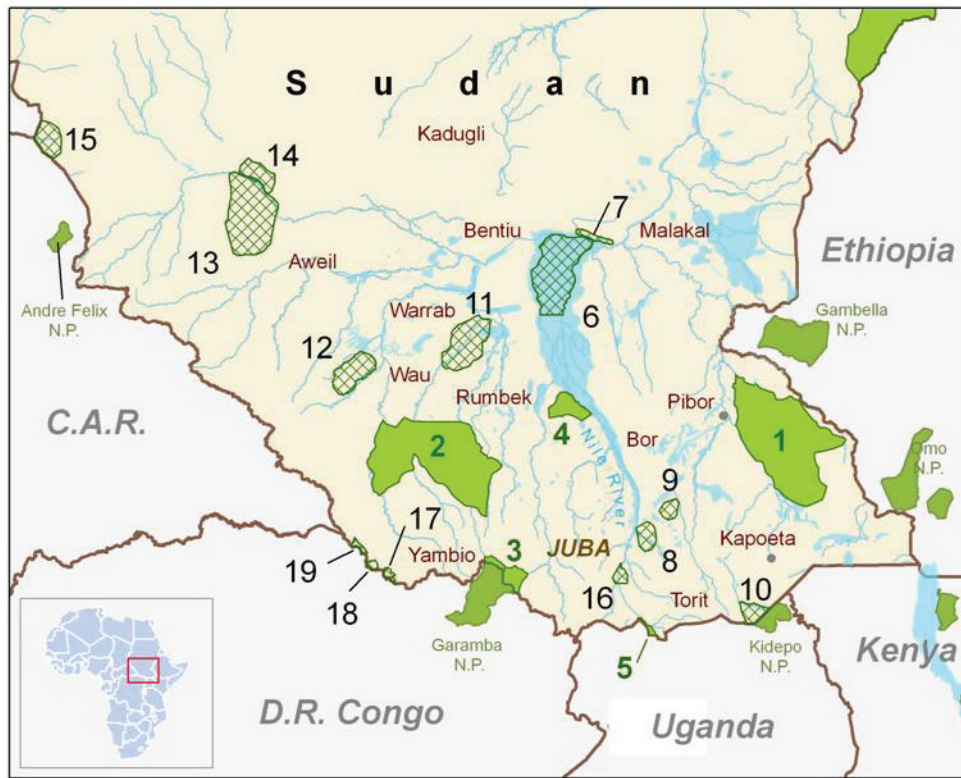 S u d a n
Kadugli
15
14
7
Bentiu
Malakal
Ethiopia
13
Aweil
Andre Felix
N.P.
Warrab
11
6
Gambella
N.P.
12
Wau
Rumbek
Pibor
C.A.R.
2
4
Bor
1
Nile River
Omo
N.P.
9
17
Yambio
3
JUBA
8
Kapoeta
19
18
16
Torit
10
Garamba
N.P.
5
Kidepo
N.P.
Kenya
D.R. Congo
Uganda